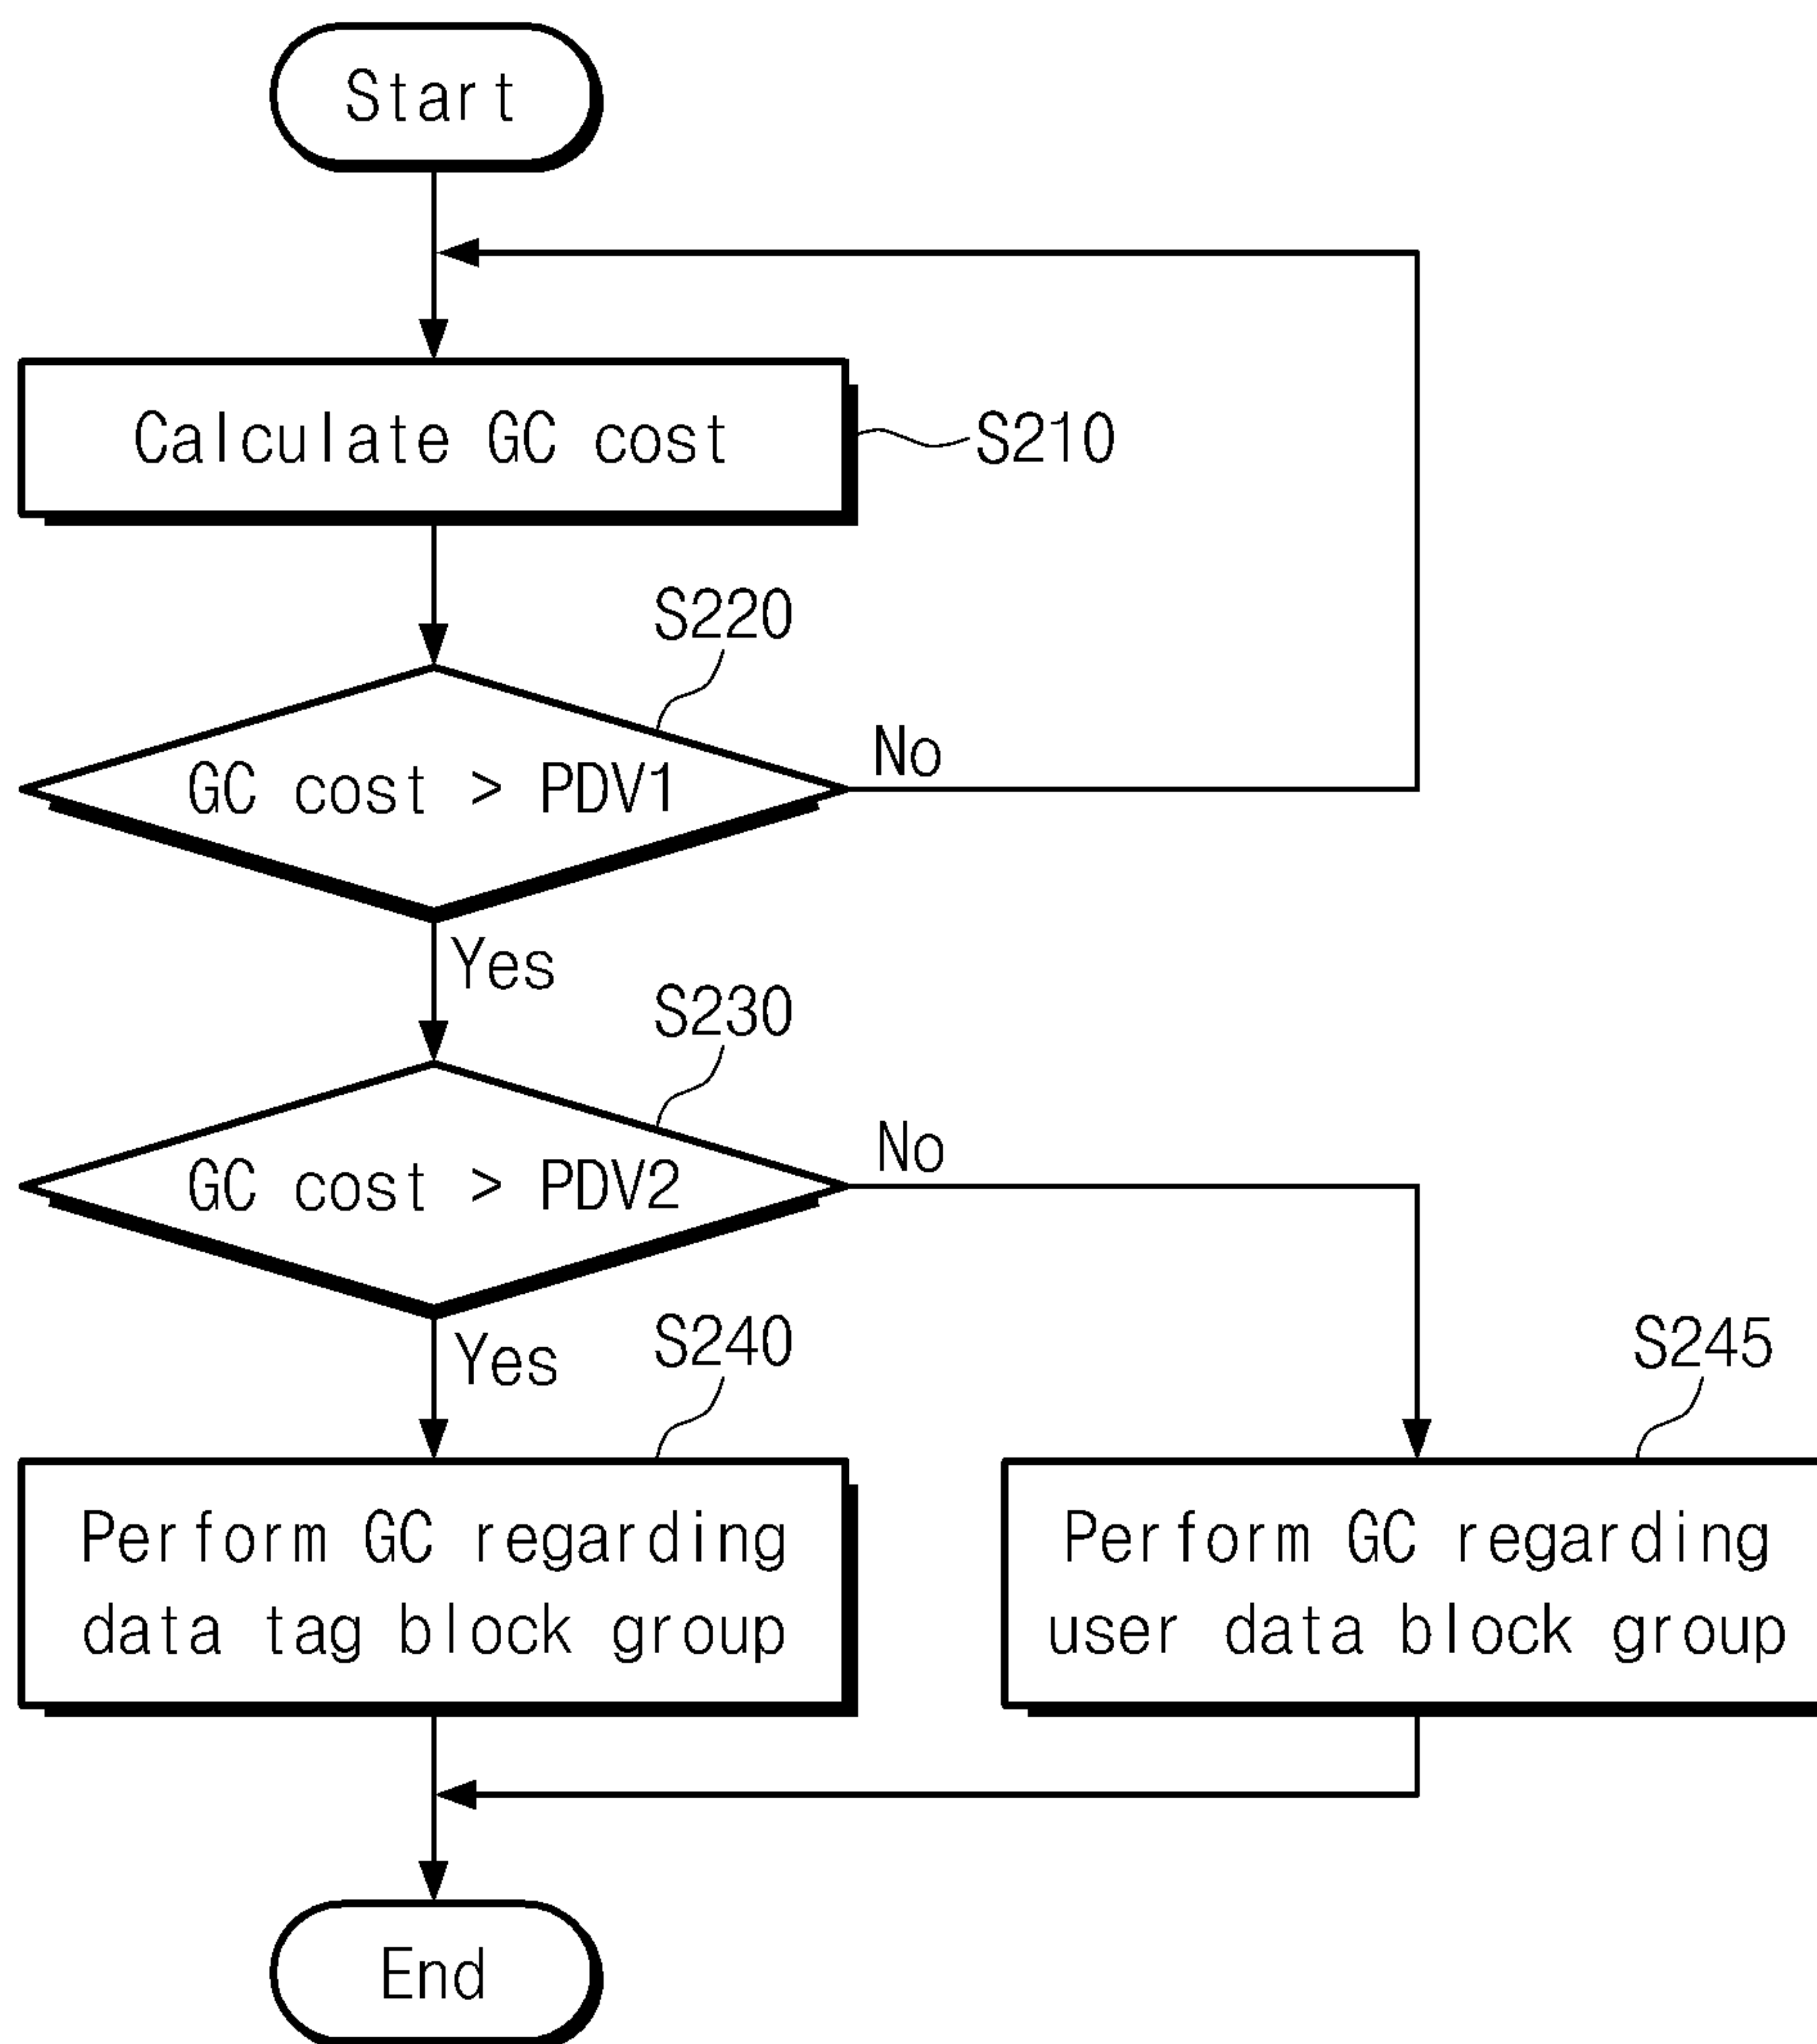 Start
Calculate GC cost
S210
S220
GC cost > PDV1
No
Yes
S230
GC cost > PDV2
No
Yes
S240
S245
Perform GC regarding
data tag block group
Perform GC regarding
user data block group
End